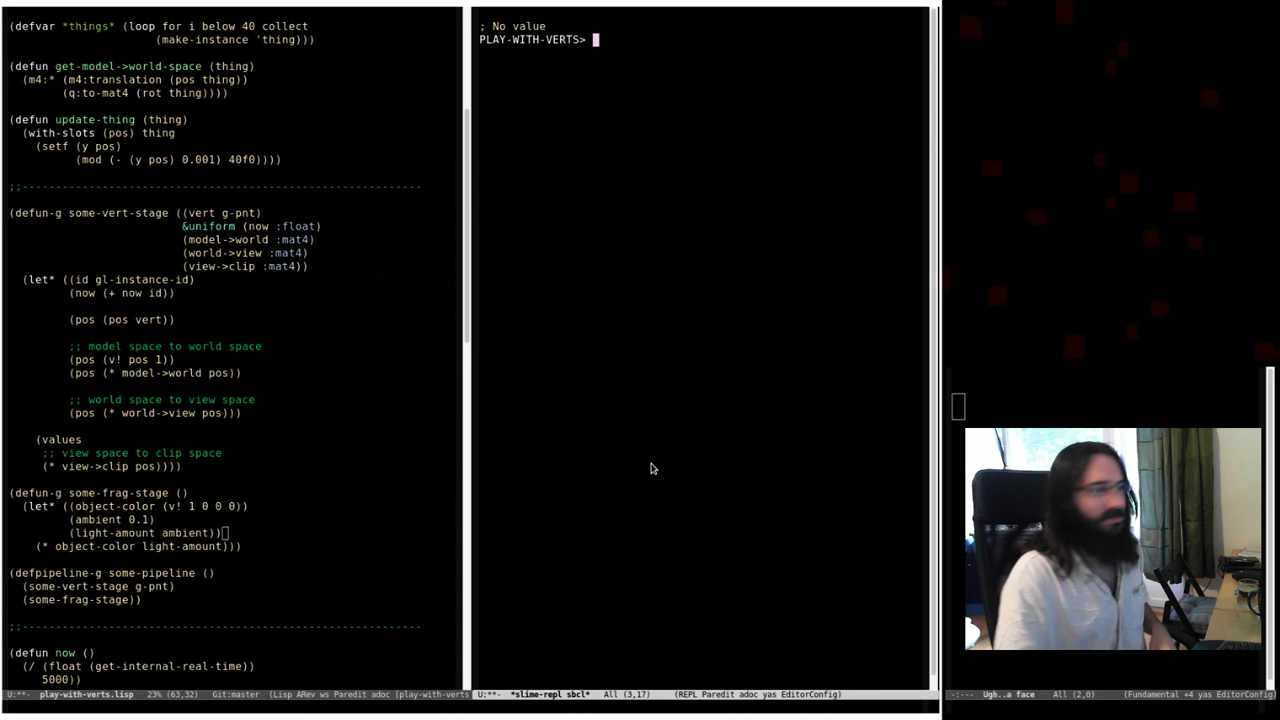 (defvar *things* (loop for i below 40 collect
(make-instance 'thing)))
(defun get-model->world-space (thing)
(m4:* (m4:translation (pos thing))
(q:to-mat4 (rot thing))))
(defun update-thing (thing)
(with-slots (pos) thing
(setf (y pos)
(mod (- (y pos) 0.001) 40f0))))
;;------------------------------------------------------------
(defun-g some-vert-stage ((vert g-pnt)
&uniform (now :float)
(model->world :mat4)
(world->view :mat4)
(view->clip :mat4))
(let* ((id gl-instance-id)
(now (+ now id))
(pos (pos vert))
;; model space to world space
(pos (v! pos 1))
(pos (* model->world pos))
;; world space to view space
(pos (* world->view pos)))
(values
;; view space to clip space
(* view->clip pos))))
(defun-g some-frag-stage ()
(let* ((object-color (v! 1 0 0 0))
(ambient 0.1)
(light-amount ambient))
(* object-color light-amount)))
(defpipeline-g some-pipeline ()
(some-vert-stage g-pnt)
(some-frag-stage))
;;------------------------------------------------------------
(defun now ()
(/ (float (get-internal-real-time))
5000))
U:**- play-with-verts.lisp 23% (63,32) Git:master (Lisp ARev ws Paredit adoc [play-with-verts
; No value
PLAY-WITH-VERTS>
U:**- *slime-repl sbcl* All (3,17) (REPL Paredit adoc yas EditorConfig)
-:--- Ugh..a face All (2,0) (Fundamental +4 yas EditorConfig)